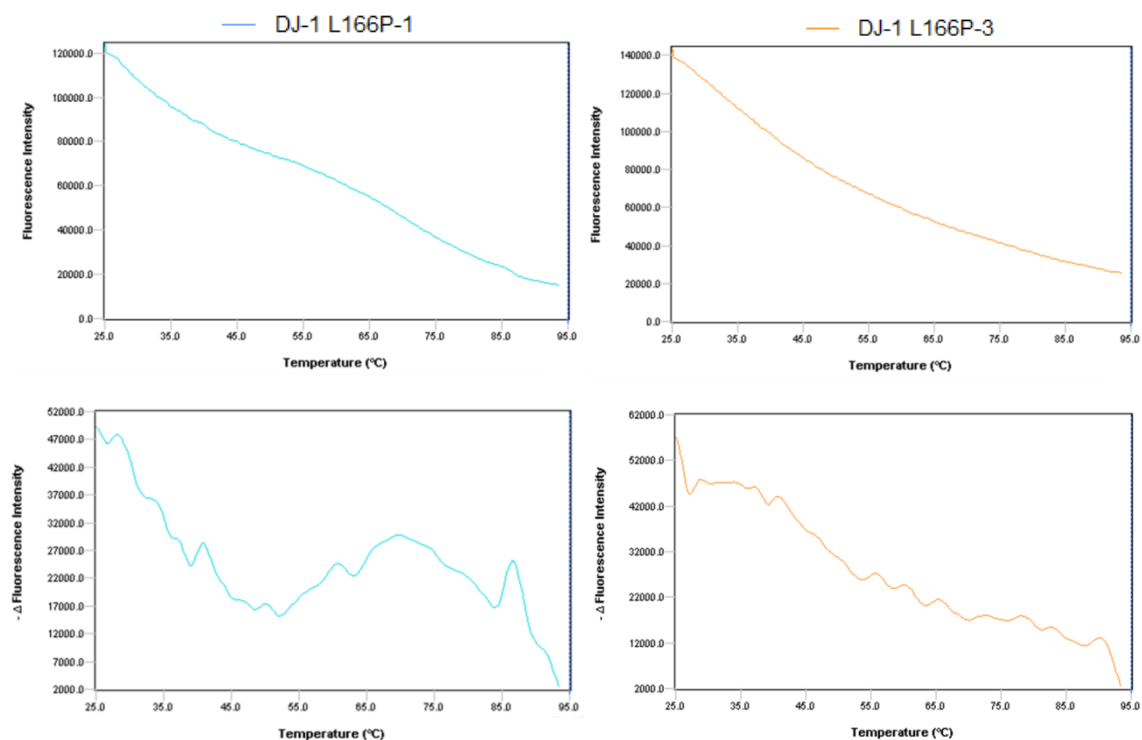 DJ-1 L166P-1
DJ-1 L166P-3
120000.0
100000.0
80000.0
60000.0
40000.0
20000.0
0.0
Fluorescence Intensity
25.0 35.0 45.0 55.0 65.0 75.0 85.0 95.0
Temperature (ºC)
140000.0
120000.0
100000.0
80000.0
60000.0
40000.0
20000.0
0.0
Fluorescence Intensity
25.0 35.0 45.0 55.0 65.0 75.0 85.0 95.0
Temperature (ºC)
52000.0
47000.0
42000.0
37000.0
32000.0
27000.0
22000.0
17000.0
12000.0
7000.0
2000.0
- Δ Fluorescence Intensity
25.0 35.0 45.0 55.0 65.0 75.0 85.0 95.0
Temperature (ºC)
62000.0
52000.0
42000.0
32000.0
22000.0
12000.0
2000.0
- Δ Fluorescence Intensity
25.0 35.0 45.0 55.0 65.0 75.0 85.0 95.0
Temperature (ºC)